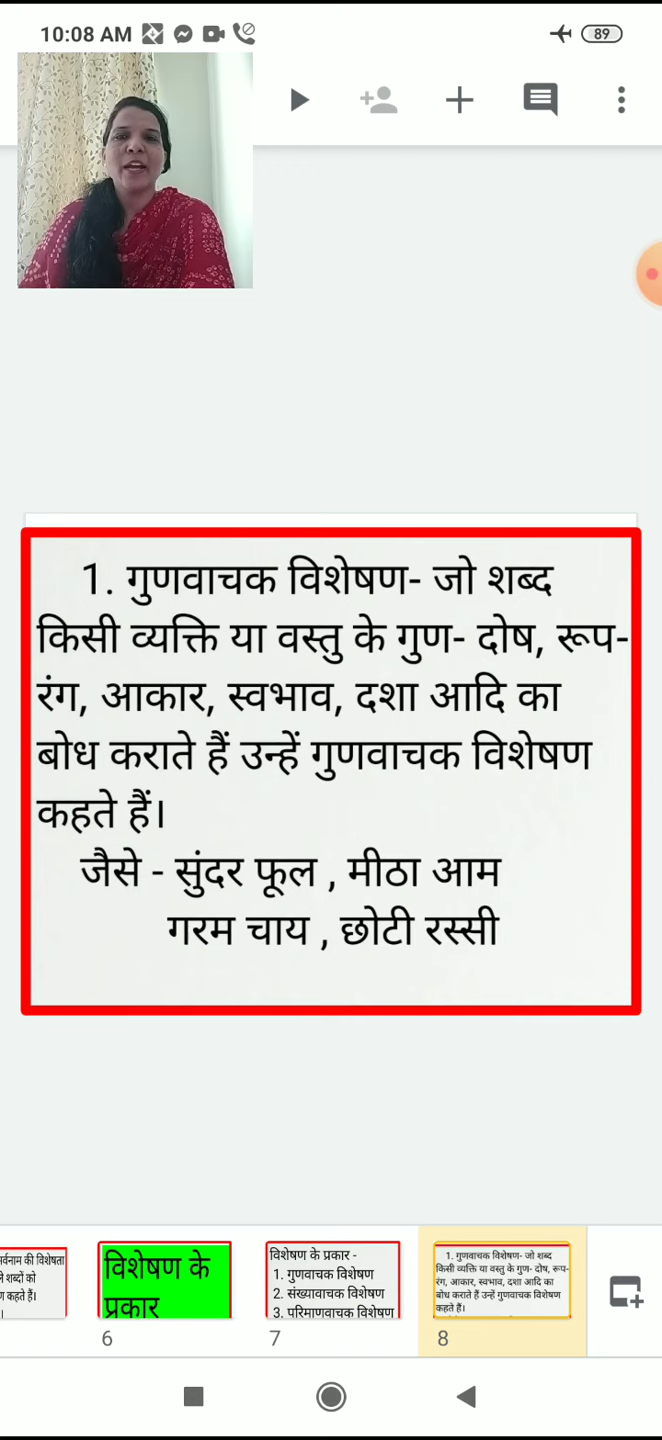 10:08 AM
89
1. गुणवाचक विशेषण- जो शब्द
किसी व्यक्ति या वस्तु के गुण- दोष, रूप-
रंग, आकार, स्वभाव, दशा आदि का
बोध कराते हैं उन्हें गुणवाचक विशेषण
कहते हैं।
जैसे - सुंदर फूल , मीठा आम
गरम चाय , छोटी रस्सी
की विशेषता
शब्दों को
कहते हैं।
विशेषण के
प्रकार
6
विशेषण के प्रकार -
1. गुणवाचक विशेषण
2. संख्यावाचक विशेषण
3. परिमाणवाचक विशेषण
7
1. गुणवाचक विशेषण- जो शब्द
किसी व्यक्ति या वस्तु के गुण- दोष, रूप-
रंग, आकार, स्वभाव, दशा आदि का
बोध कराते हैं उन्हें गुणवाचक विशेषण
कहते हैं।
8